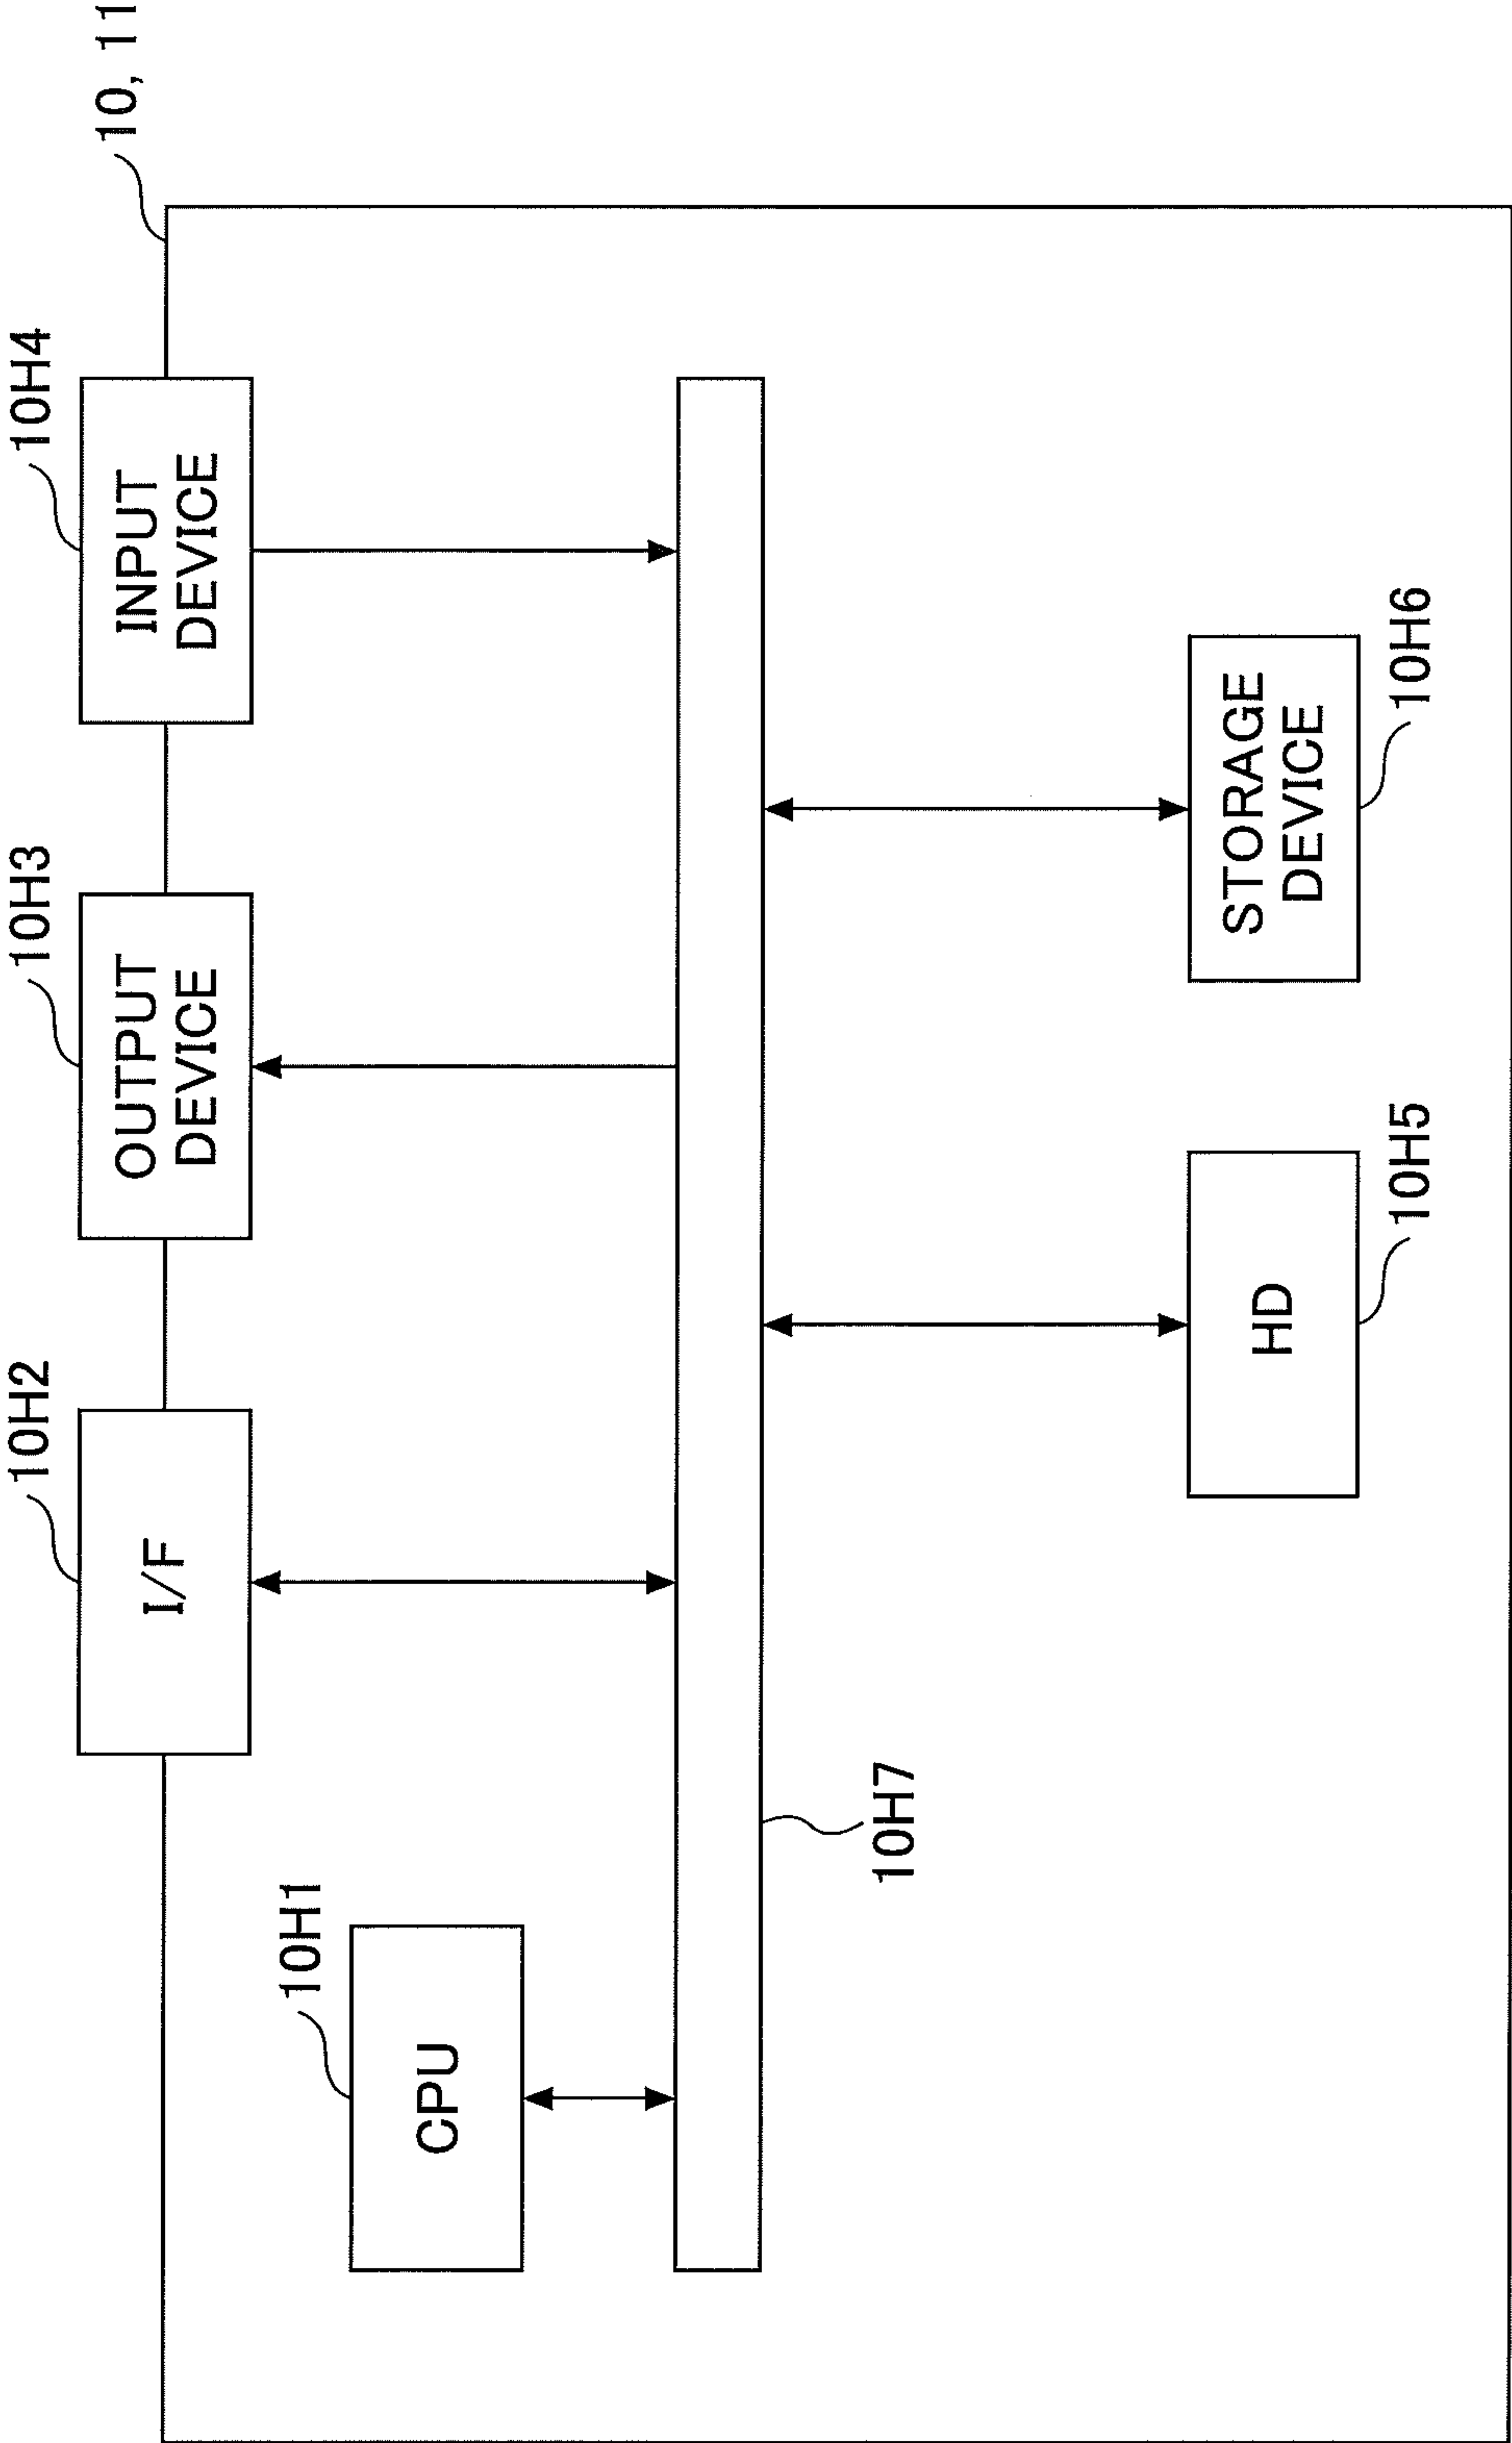 10, 11
10H2
10H3
10H4
I/F
OUTPUT
DEVICE
INPUT
DEVICE
10H1
CPU
10H7
HD
STORAGE
DEVICE
10H5
10H6